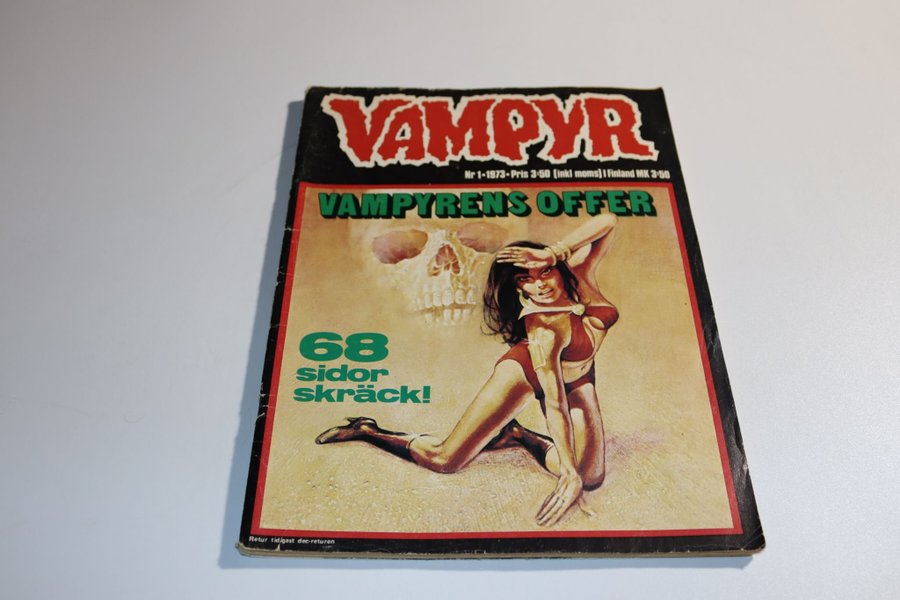 VAMPYR
Nr 1•1973•Pris 3:50 [inkl moms] I Finland MK 3:50
VAMPYRENS OFFER
68
sidor
skräck!
Retur tidigast dec-returen